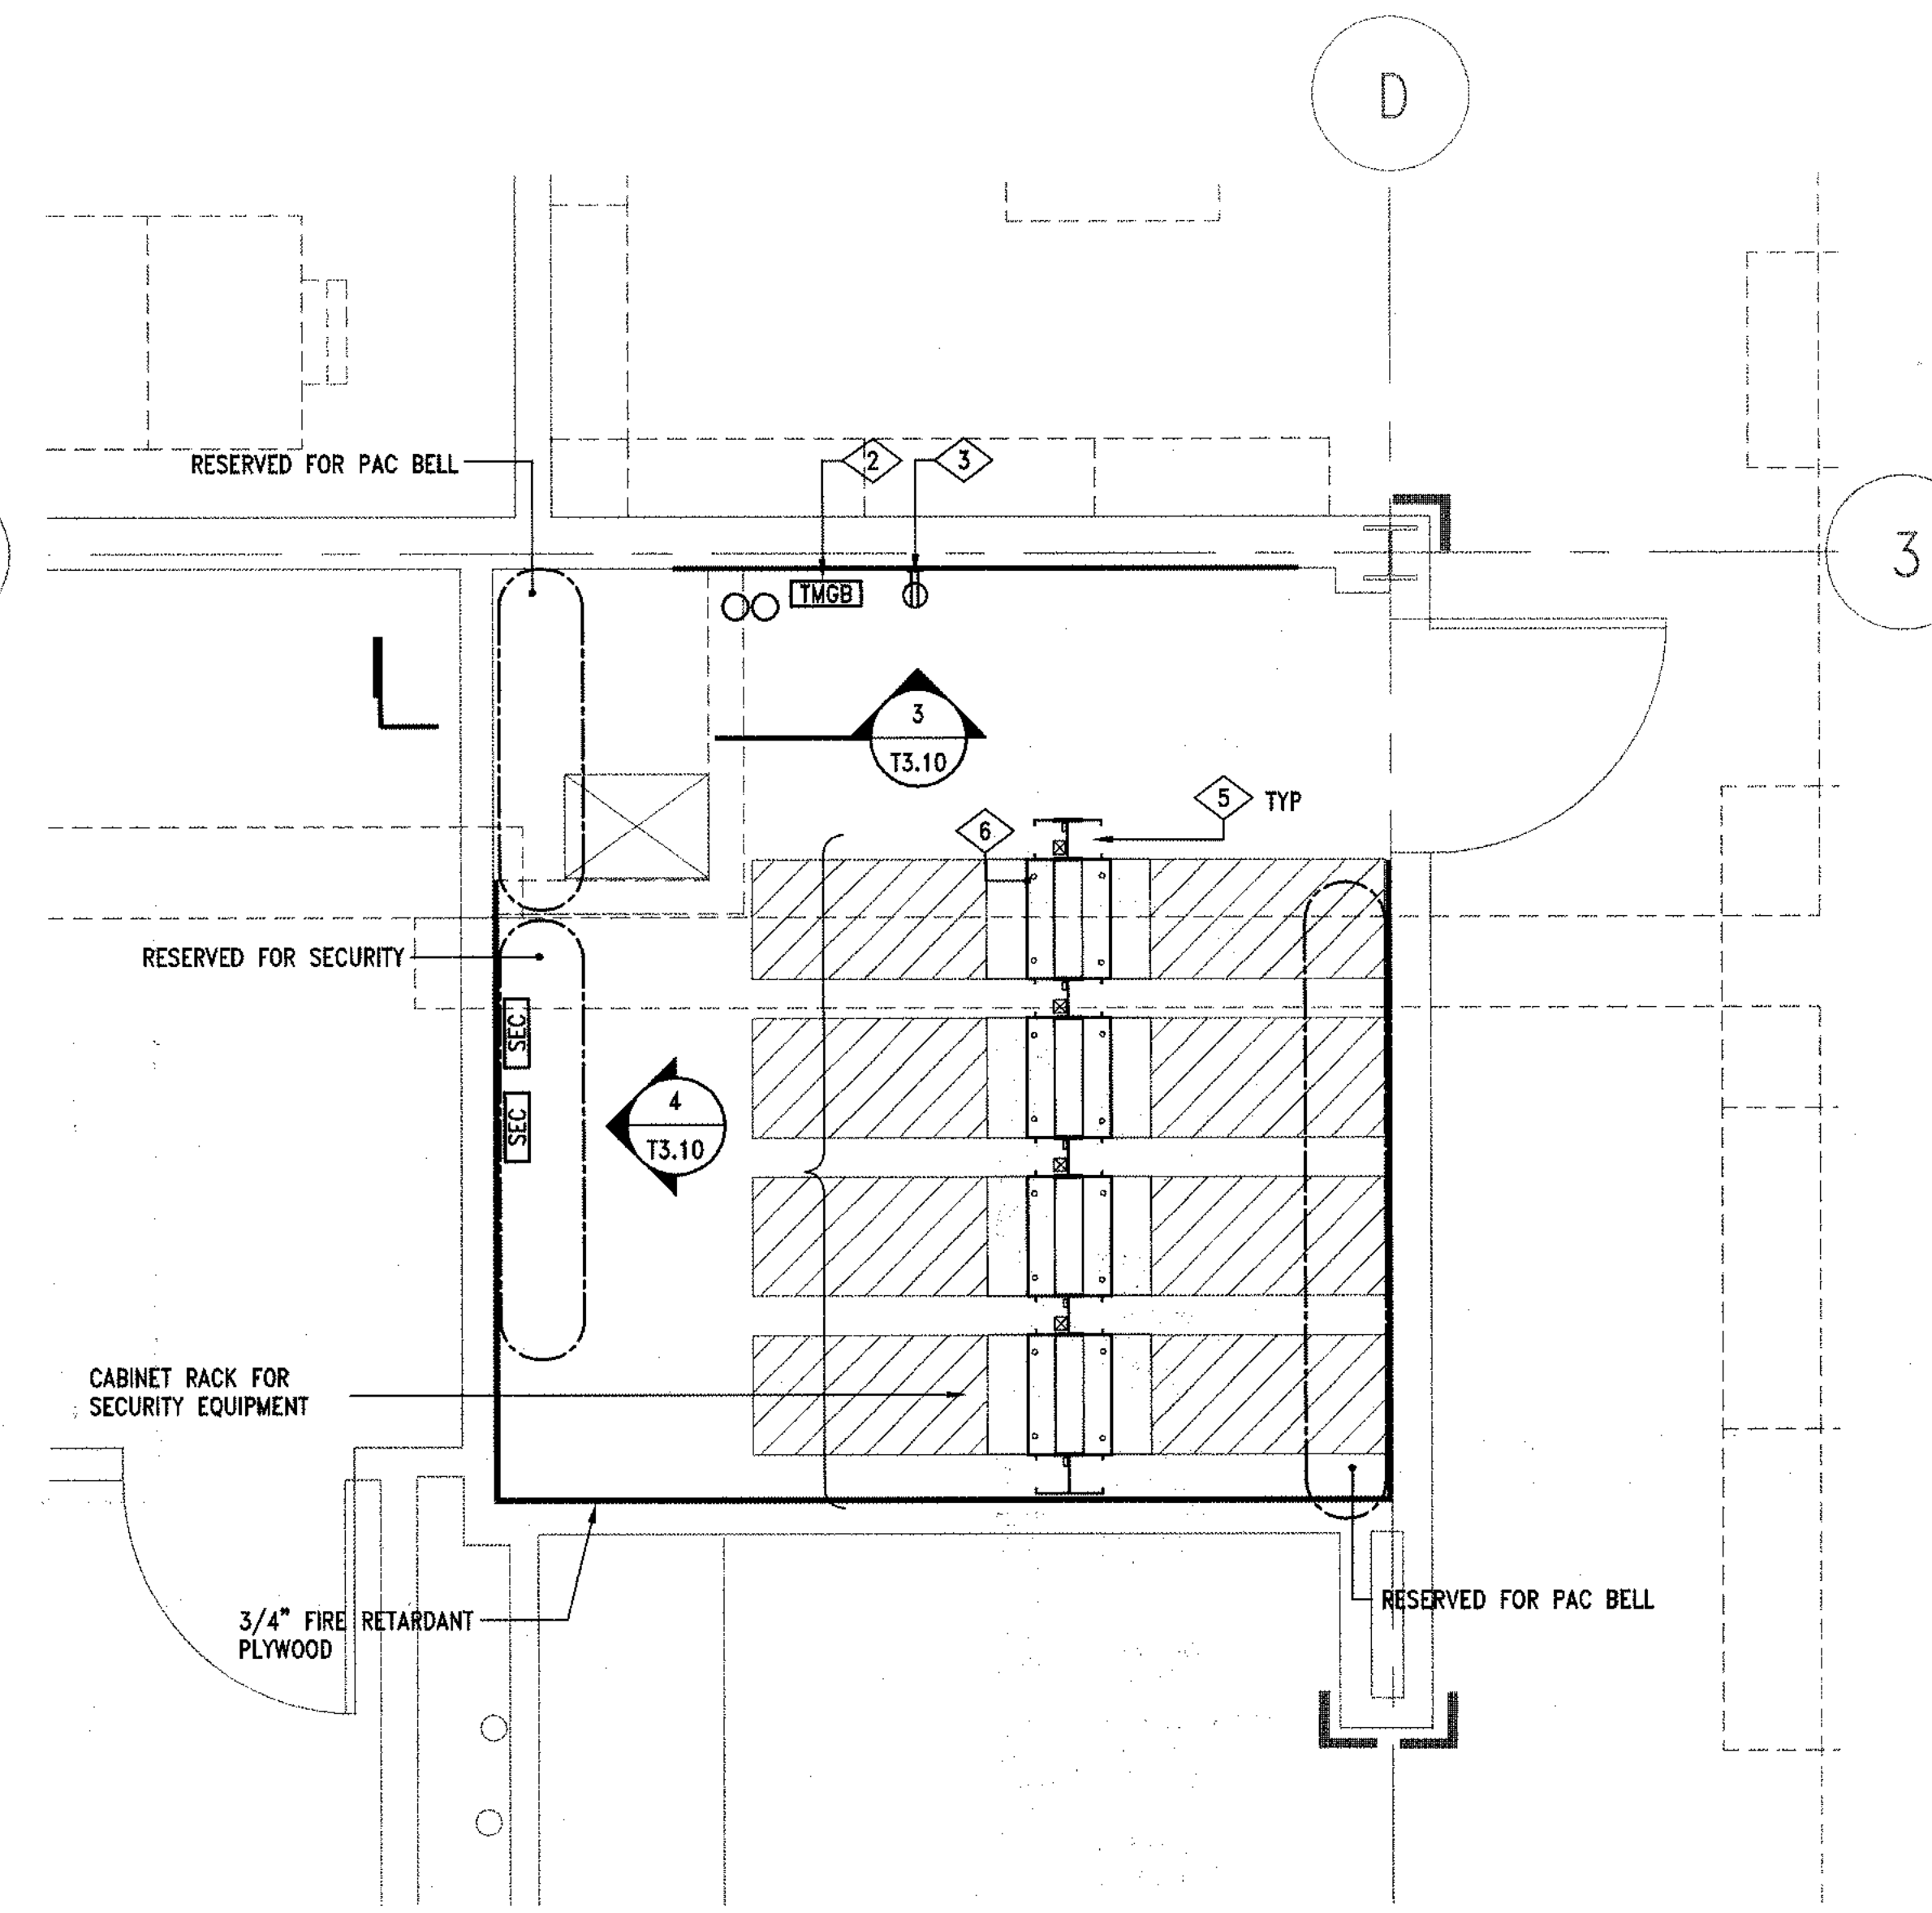 D
RESERVED FOR PAC BELL
2
3
3
TMGB
3
T3.10
5 TYP
6
RESERVED FOR SECURITY
SEC
SEC
4
T3.10
CABINET RACK FOR
SECURITY EQUIPMENT
RESERVED FOR PAC BELL
3/4" FIRE RETARDANT
PLYWOOD